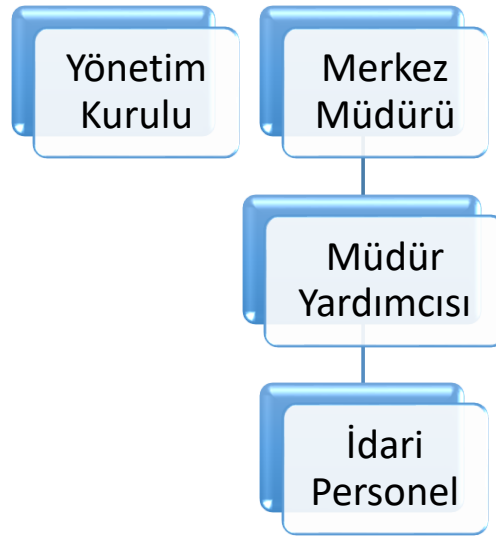 Yönetim
Kurulu
Merkez
Müdürü
Müdür
Yardımcısı
İdari
Personel